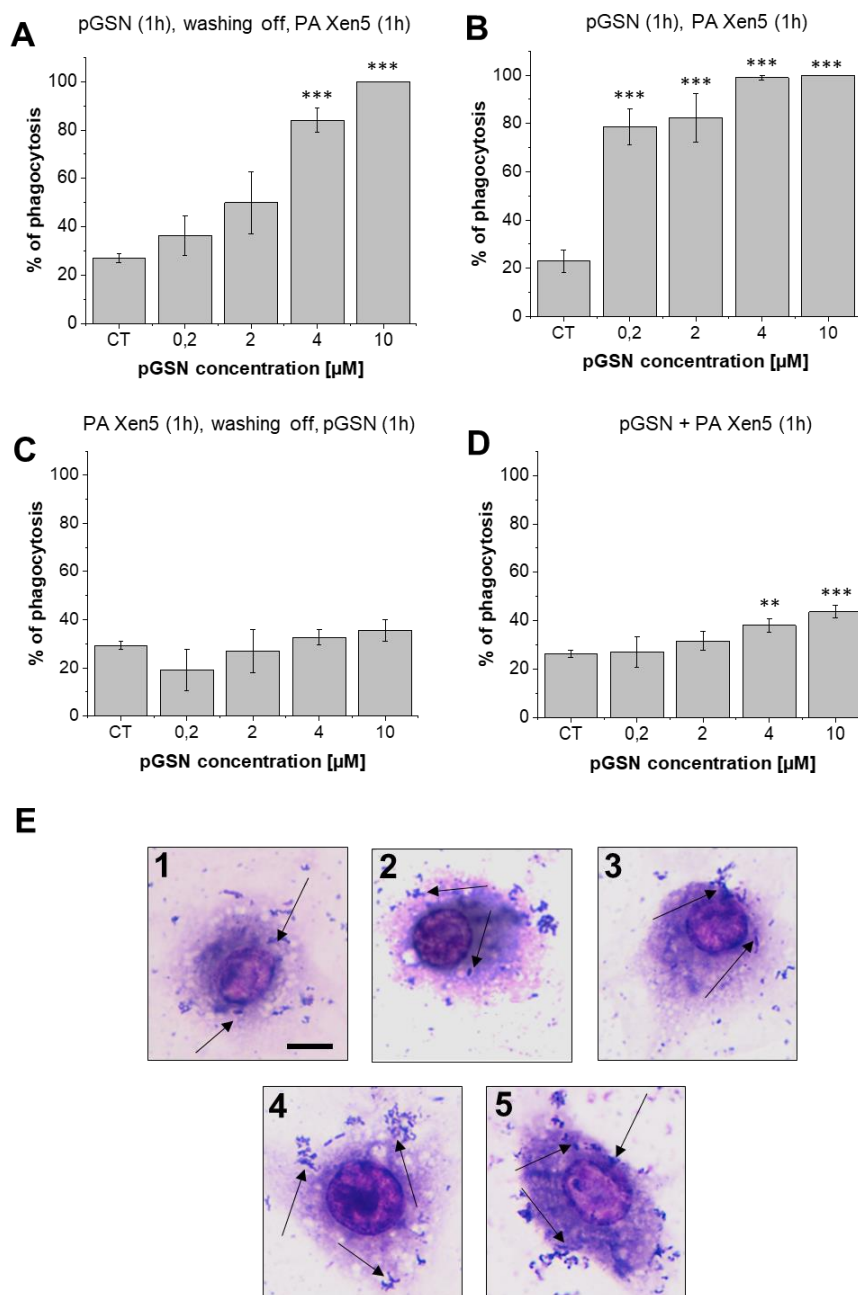 A
pGSN (1h), washing off, PA Xen5 (1h)
% of phagocytosis
100
80
60
40
20
0
*** ***
CT 0,2 2 4 10
pGSN concentration [µM]
B
pGSN (1h), PA Xen5 (1h)
% of phagocytosis
100
80
60
40
20
0
*** *** *** ***
CT 0,2 2 4 10
pGSN concentration [µM]
C
PA Xen5 (1h), washing off, pGSN (1h)
% of phagocytosis
100
80
60
40
20
0
CT 0,2 2 4 10
pGSN concentration [µM]
D
pGSN + PA Xen5 (1h)
% of phagocytosis
100
80
60
40
20
0
** ***
CT 0,2 2 4 10
pGSN concentration [µM]
E
1
2
3
4
5